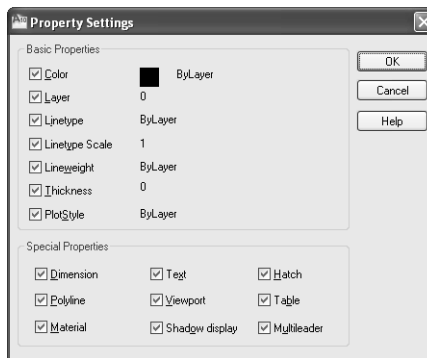 Property Settings
Basic Properties
Color ByLayer
Layer 0
Linetype ByLayer
Linetype Scale 1
Lineweight ByLayer
Thickness 0
PlotStyle ByLayer
Special Properties
Dimension Text Hatch
Polyline Viewport Table
Material Shadow display Multileader
OK
Cancel
Help